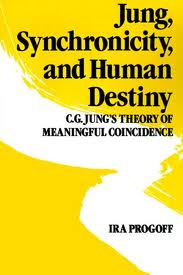 Jung,
Synchronicity,
and Human
Destiny
C.G. JUNG'S THEORY OF
MEANINGFUL COINCIDENCE
IRA PROGOFF